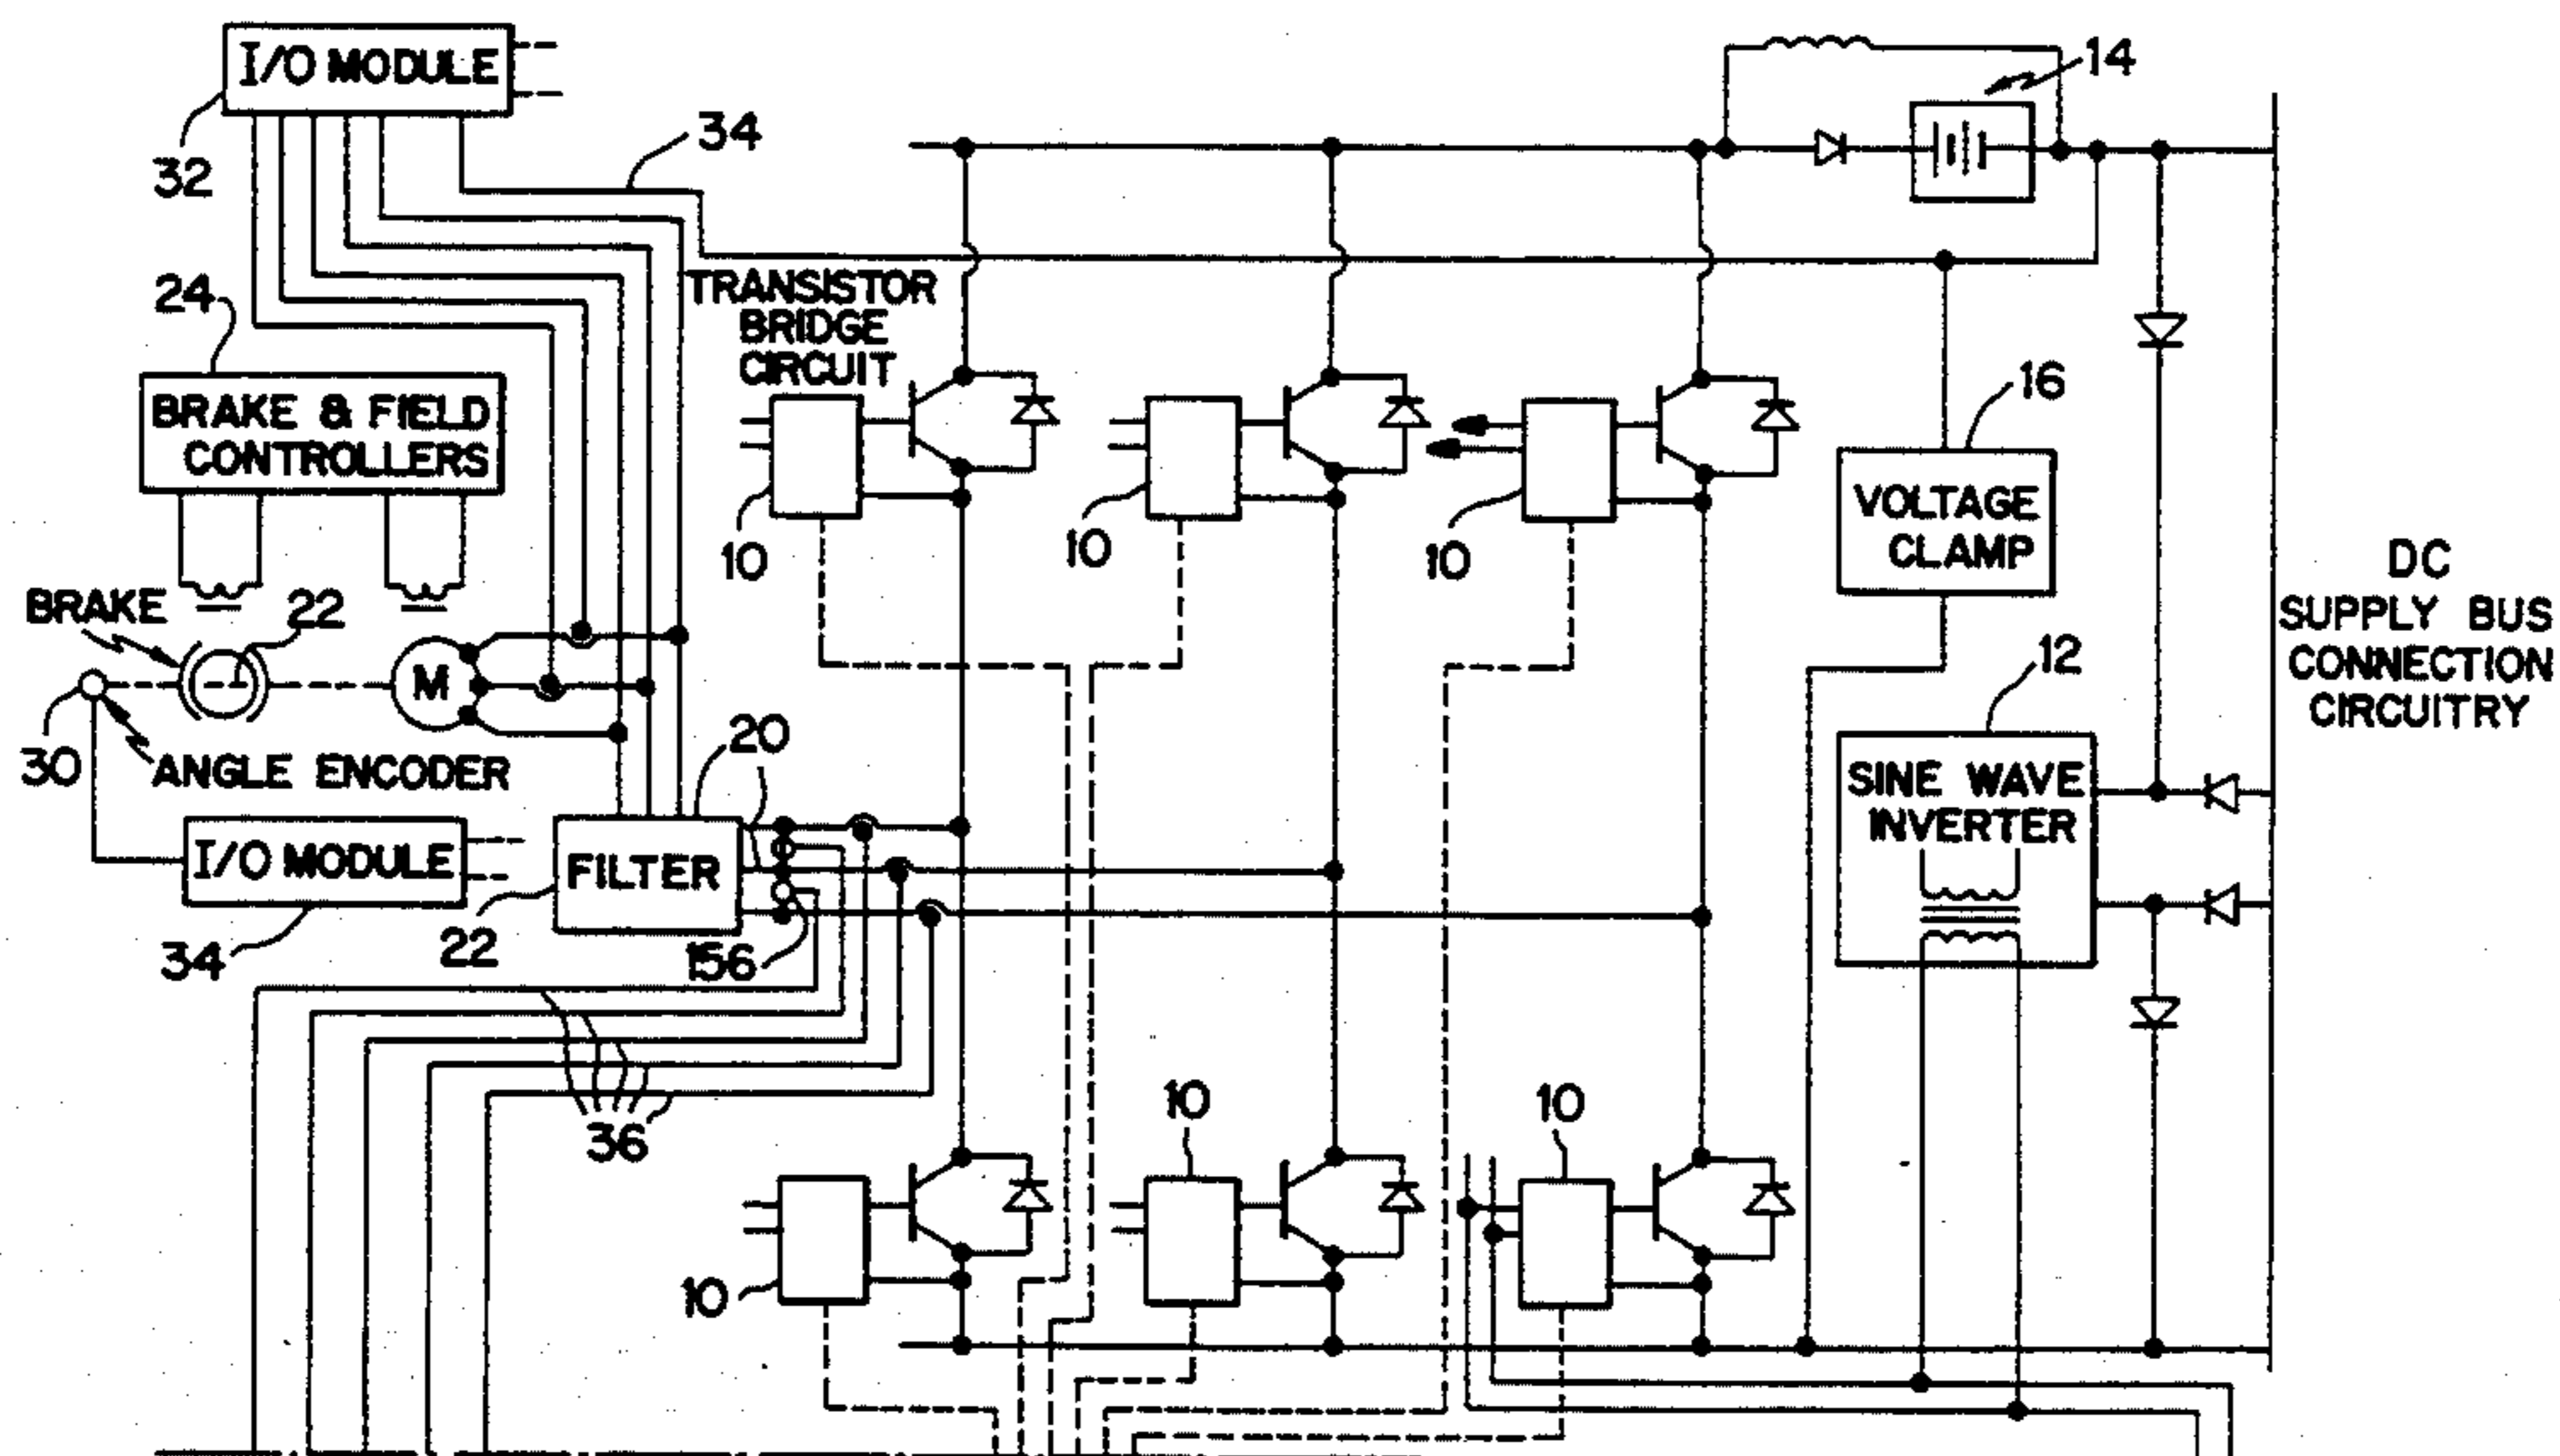 I/O MODULE
32
34
14
24
TRANSISTOR
BRIDGE
CIRCUIT
BRAKE & FIELD
CONTROLLERS
16
VOLTAGE
CLAMP
10
10
10
DC
SUPPLY BUS
CONNECTION
CIRCUITRY
BRAKE
22
M
12
30
ANGLE ENCODER
20
SINE WAVE
INVERTER
I/O MODULE
FILTER
34
22
156
36
10
10
10